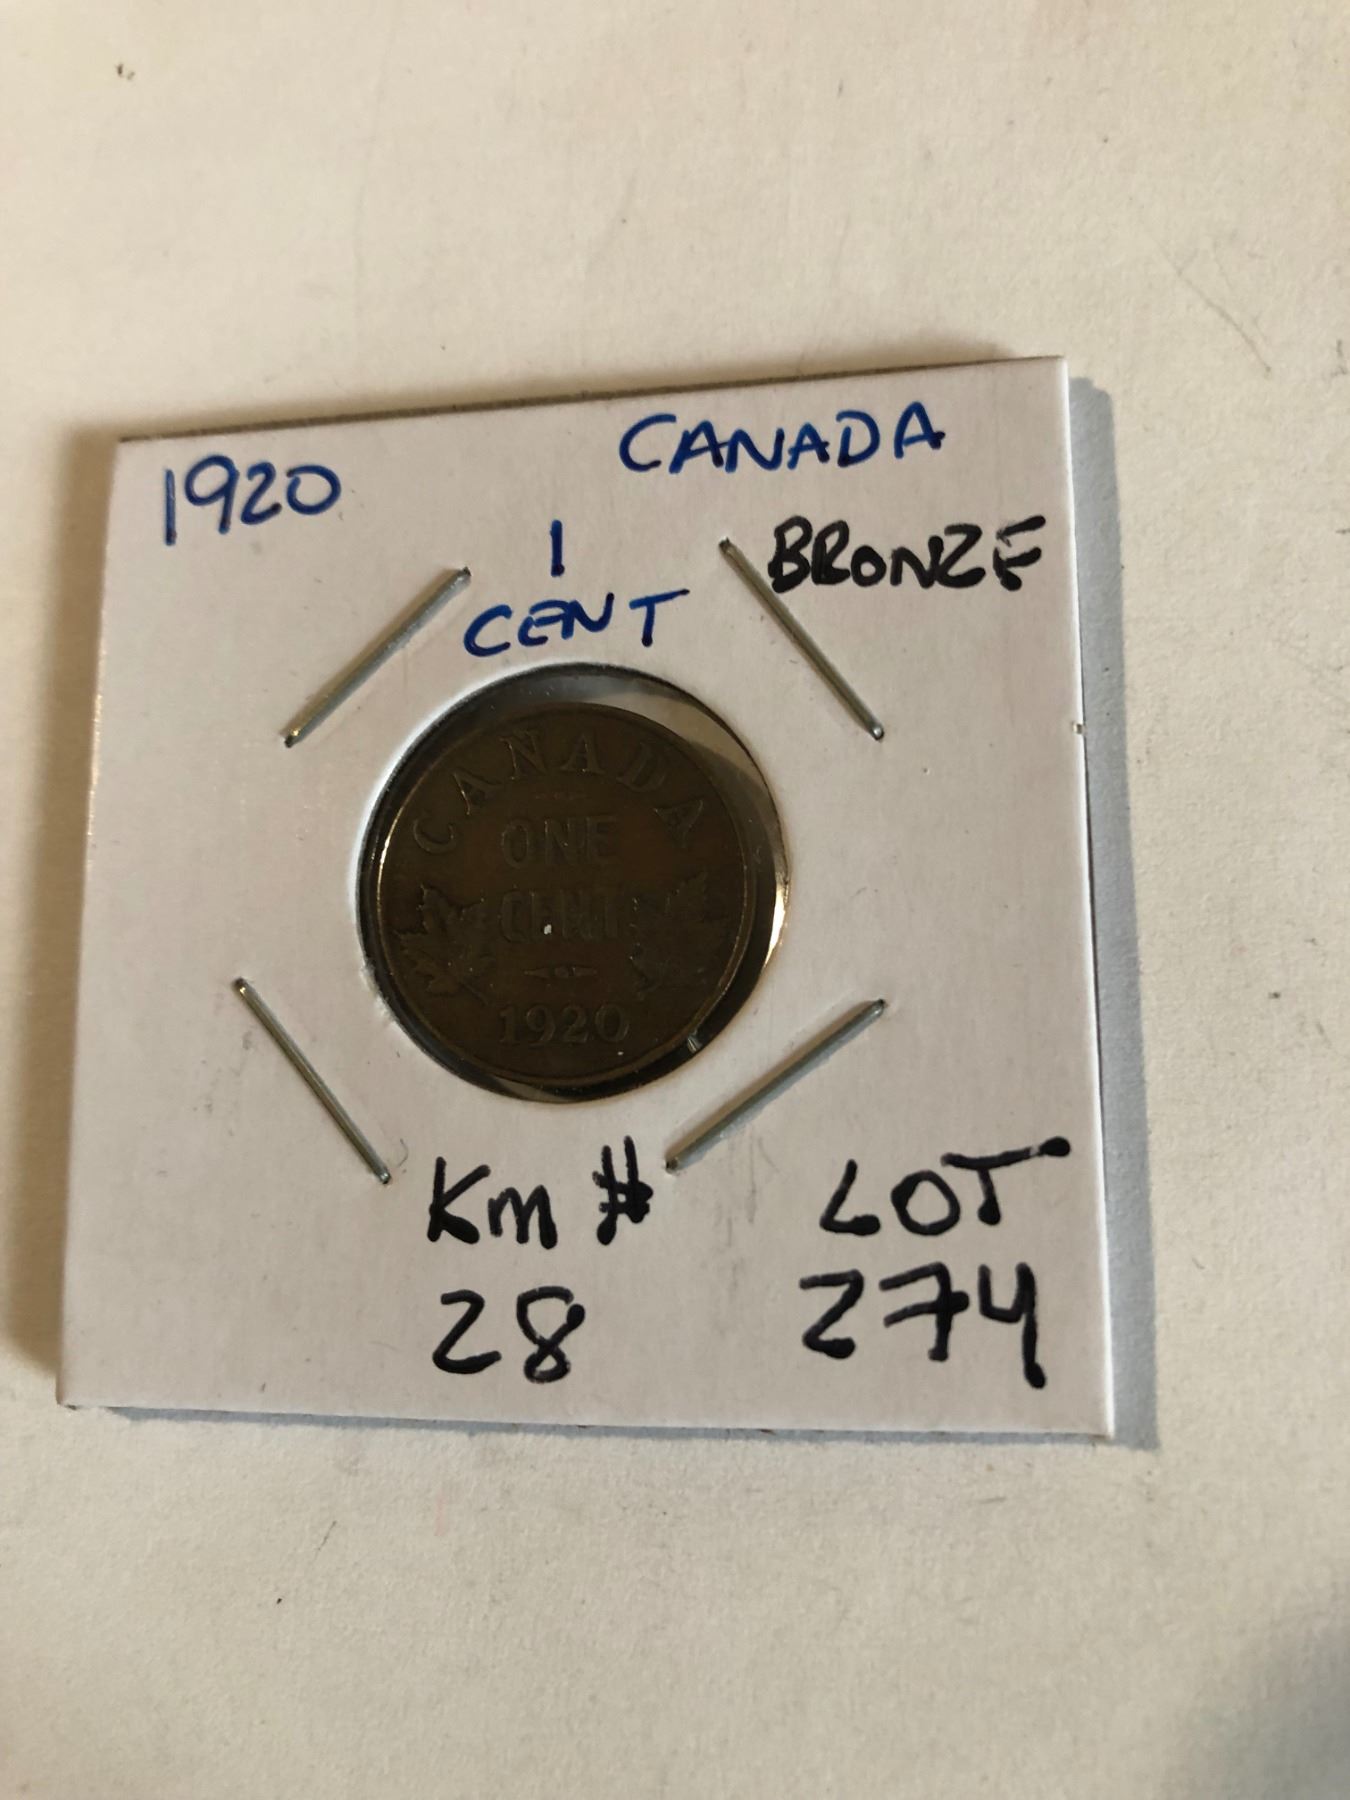 1920 CANADA
1 BRONZE
CENT
CANADA
ONE
CENT
1920
Km # LOT
28 274